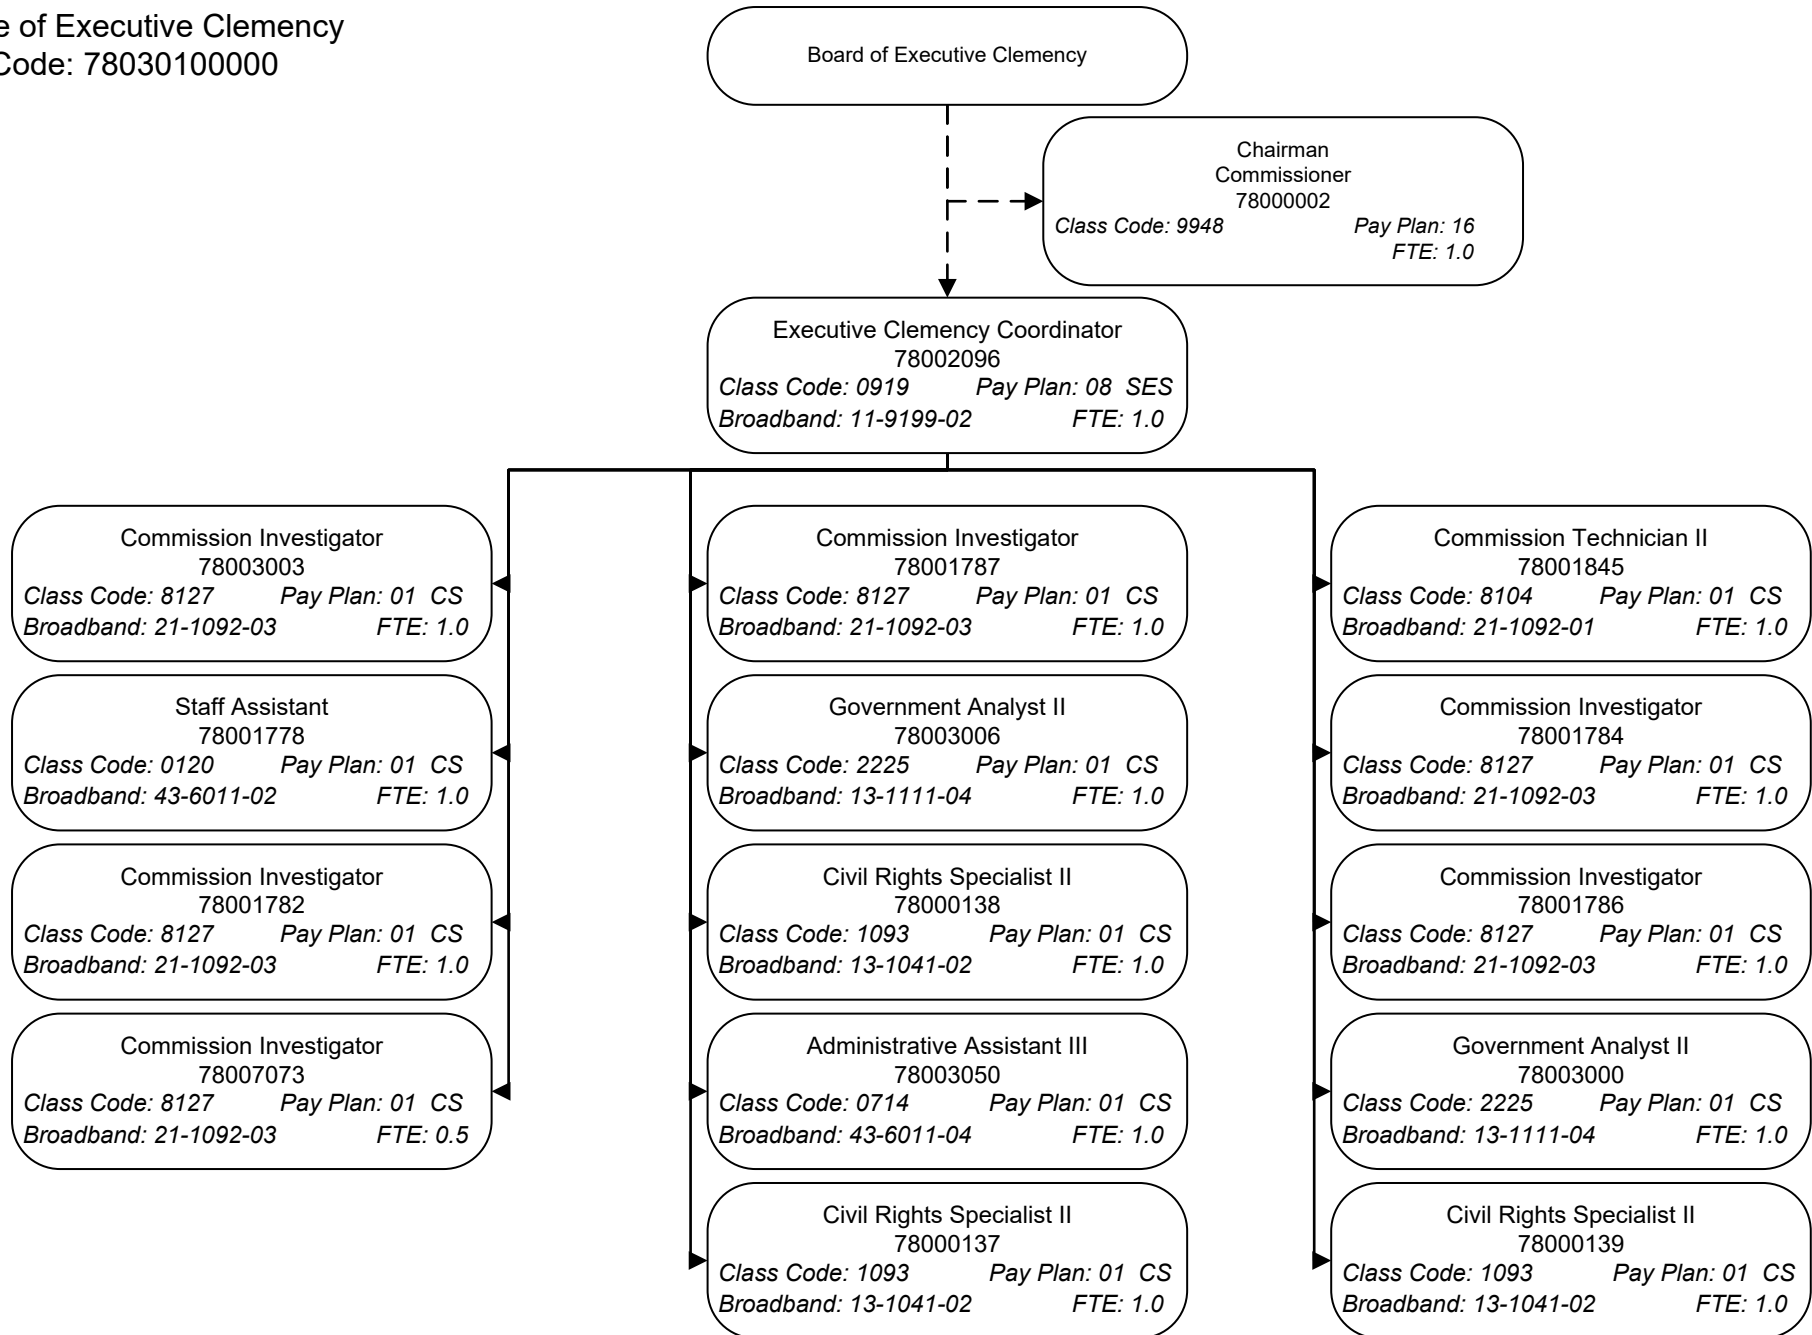 of Executive Clemency
Code: 78030100000
Board of Executive Clemency
Chairman
Commissioner
78000002
Class Code: 9948 Pay Plan: 16
FTE: 1.0
Executive Clemency Coordinator
78002096
Class Code: 0919 Pay Plan: 08 SES
Broadband: 11-9199-02 FTE: 1.0
Commission Investigator
78003003
Class Code: 8127 Pay Plan: 01 CS
Broadband: 21-1092-03 FTE: 1.0
Staff Assistant
78001778
Class Code: 0120 Pay Plan: 01 CS
Broadband: 43-6011-02 FTE: 1.0
Commission Investigator
78001782
Class Code: 8127 Pay Plan: 01 CS
Broadband: 21-1092-03 FTE: 1.0
Commission Investigator
78007073
Class Code: 8127 Pay Plan: 01 CS
Broadband: 21-1092-03 FTE: 0.5
Commission Investigator
78001787
Class Code: 8127 Pay Plan: 01 CS
Broadband: 21-1092-03 FTE: 1.0
Government Analyst II
78003006
Class Code: 2225 Pay Plan: 01 CS
Broadband: 13-1111-04 FTE: 1.0
Civil Rights Specialist II
78000138
Class Code: 1093 Pay Plan: 01 CS
Broadband: 13-1041-02 FTE: 1.0
Administrative Assistant III
78003050
Class Code: 0714 Pay Plan: 01 CS
Broadband: 43-6011-04 FTE: 1.0
Civil Rights Specialist II
78000137
Class Code: 1093 Pay Plan: 01 CS
Broadband: 13-1041-02 FTE: 1.0
Commission Technician II
78001845
Class Code: 8104 Pay Plan: 01 CS
Broadband: 21-1092-01 FTE: 1.0
Commission Investigator
78001784
Class Code: 8127 Pay Plan: 01 CS
Broadband: 21-1092-03 FTE: 1.0
Commission Investigator
78001786
Class Code: 8127 Pay Plan: 01 CS
Broadband: 21-1092-03 FTE: 1.0
Government Analyst II
78003000
Class Code: 2225 Pay Plan: 01 CS
Broadband: 13-1111-04 FTE: 1.0
Civil Rights Specialist II
78000139
Class Code: 1093 Pay Plan: 01 CS
Broadband: 13-1041-02 FTE: 1.0